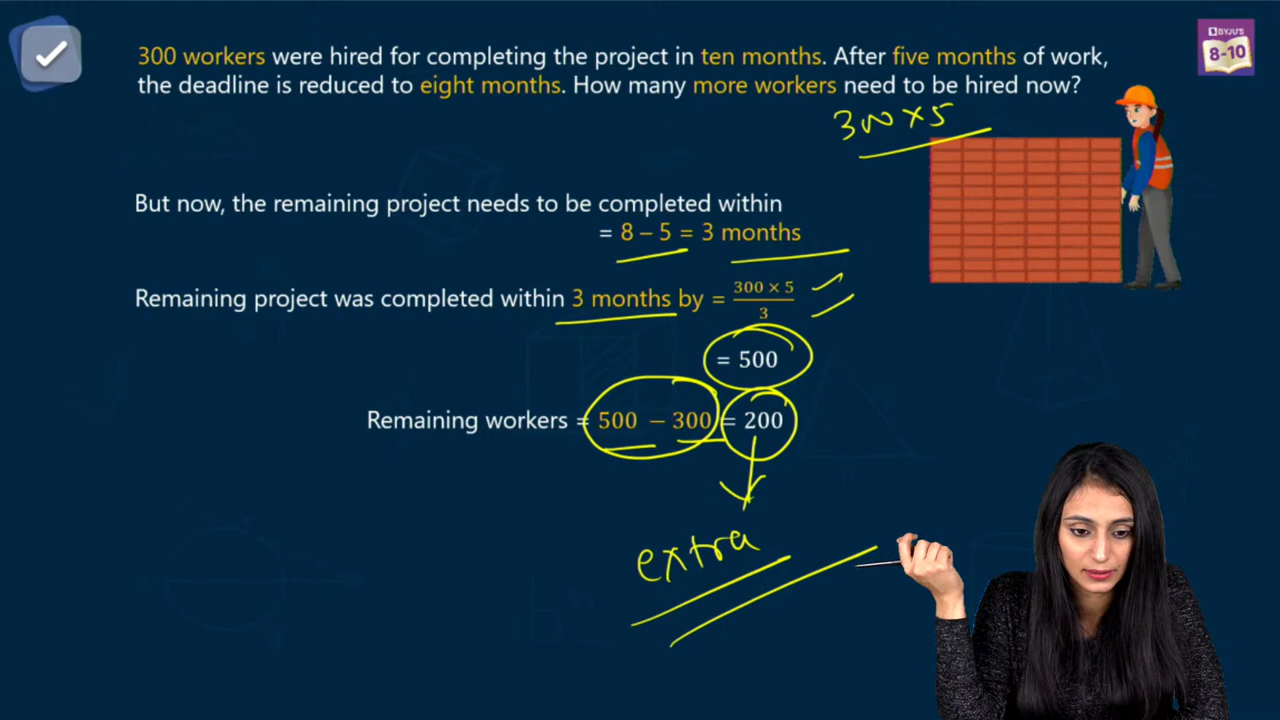 300 workers were hired for completing the project in ten months. After five months of work,
the deadline is reduced to eight months. How many more workers need to be hired now?
BYJU'S
8-10
300 × 5
But now, the remaining project needs to be completed within
= 8 – 5 = 3 months
Remaining project was completed within 3 months by = 300 × 5 / 3
= 500
Remaining workers = 500 – 300 = 200
extra